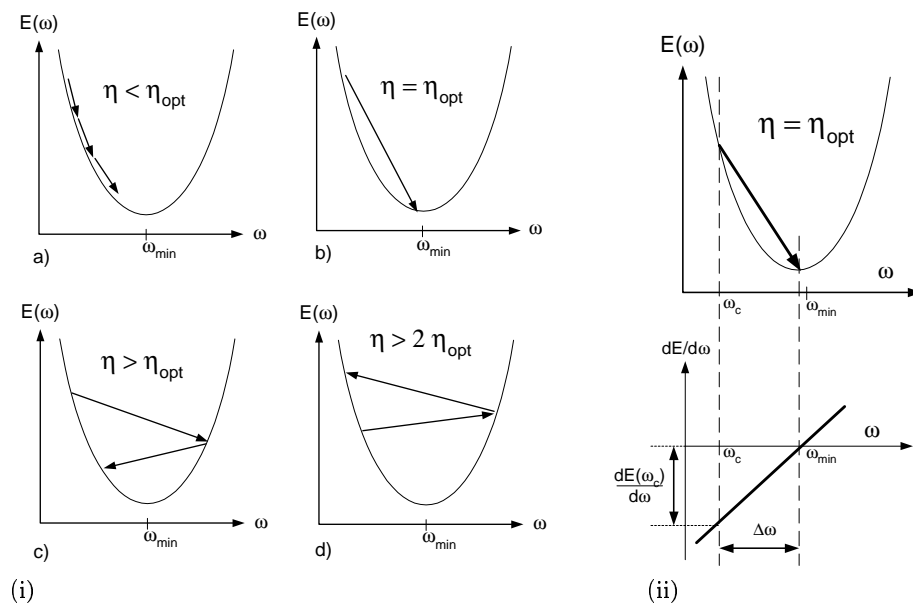 E(ω)
η < η_opt
ω_min
ω
a)
E(ω)
η = η_opt
ω_min
ω
b)
E(ω)
η > η_opt
ω_min
ω
c)
E(ω)
η > 2 η_opt
ω_min
ω
d)
(i)
E(ω)
η = η_opt
ω
ω_c
ω_min
dE/dω
ω
ω_c
ω_min
dE(ω_c)
dω
Δω
(ii)